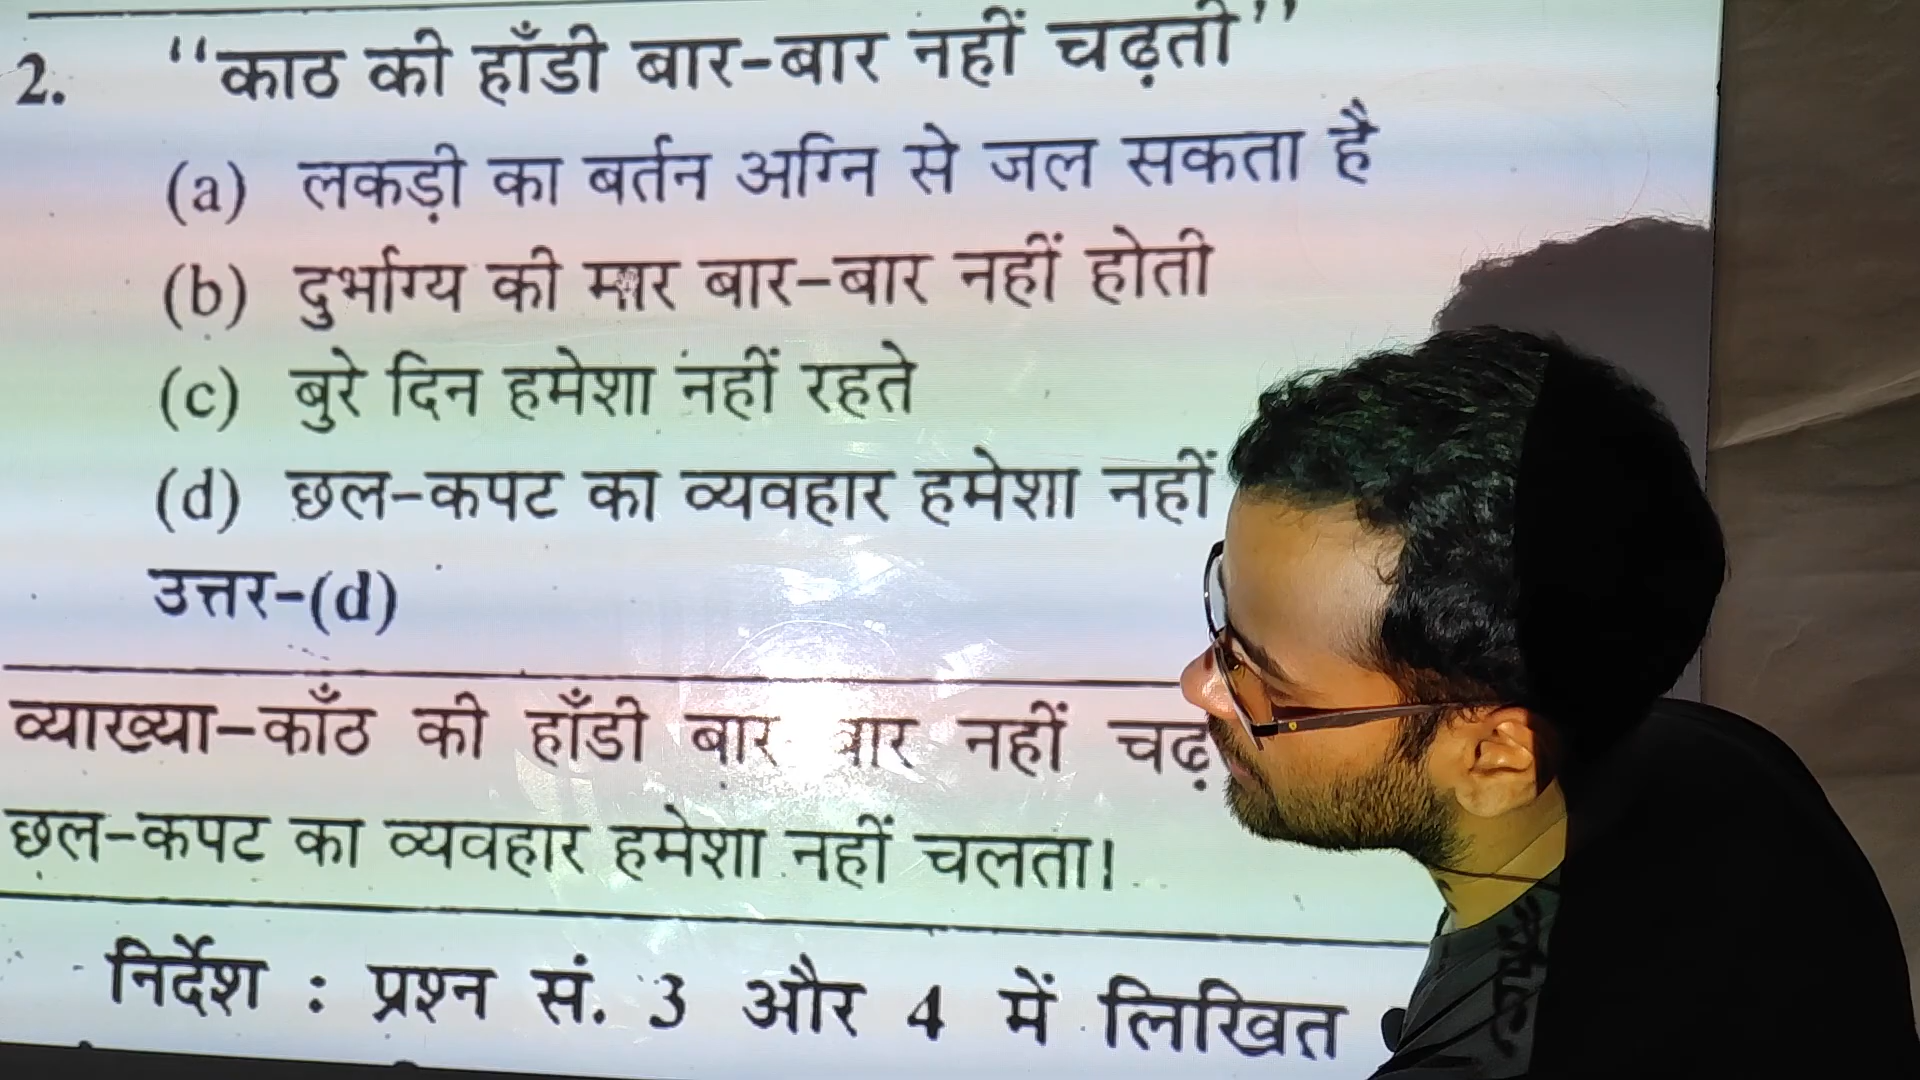 2. “काठ की हाँडी बार-बार नहीं चढ़ती”
(a) लकड़ी का बर्तन अग्नि से जल सकता है
(b) दुर्भाग्य की मार बार-बार नहीं होती
(c) बुरे दिन हमेशा नहीं रहते
(d) छल-कपट का व्यवहार हमेशा नहीं
उत्तर-(d)
व्याख्या-काँठ की हाँडी बार बार नहीं चढ़
छल-कपट का व्यवहार हमेशा नहीं चलता।
निर्देश : प्रश्न सं. 3 और 4 में लिखित